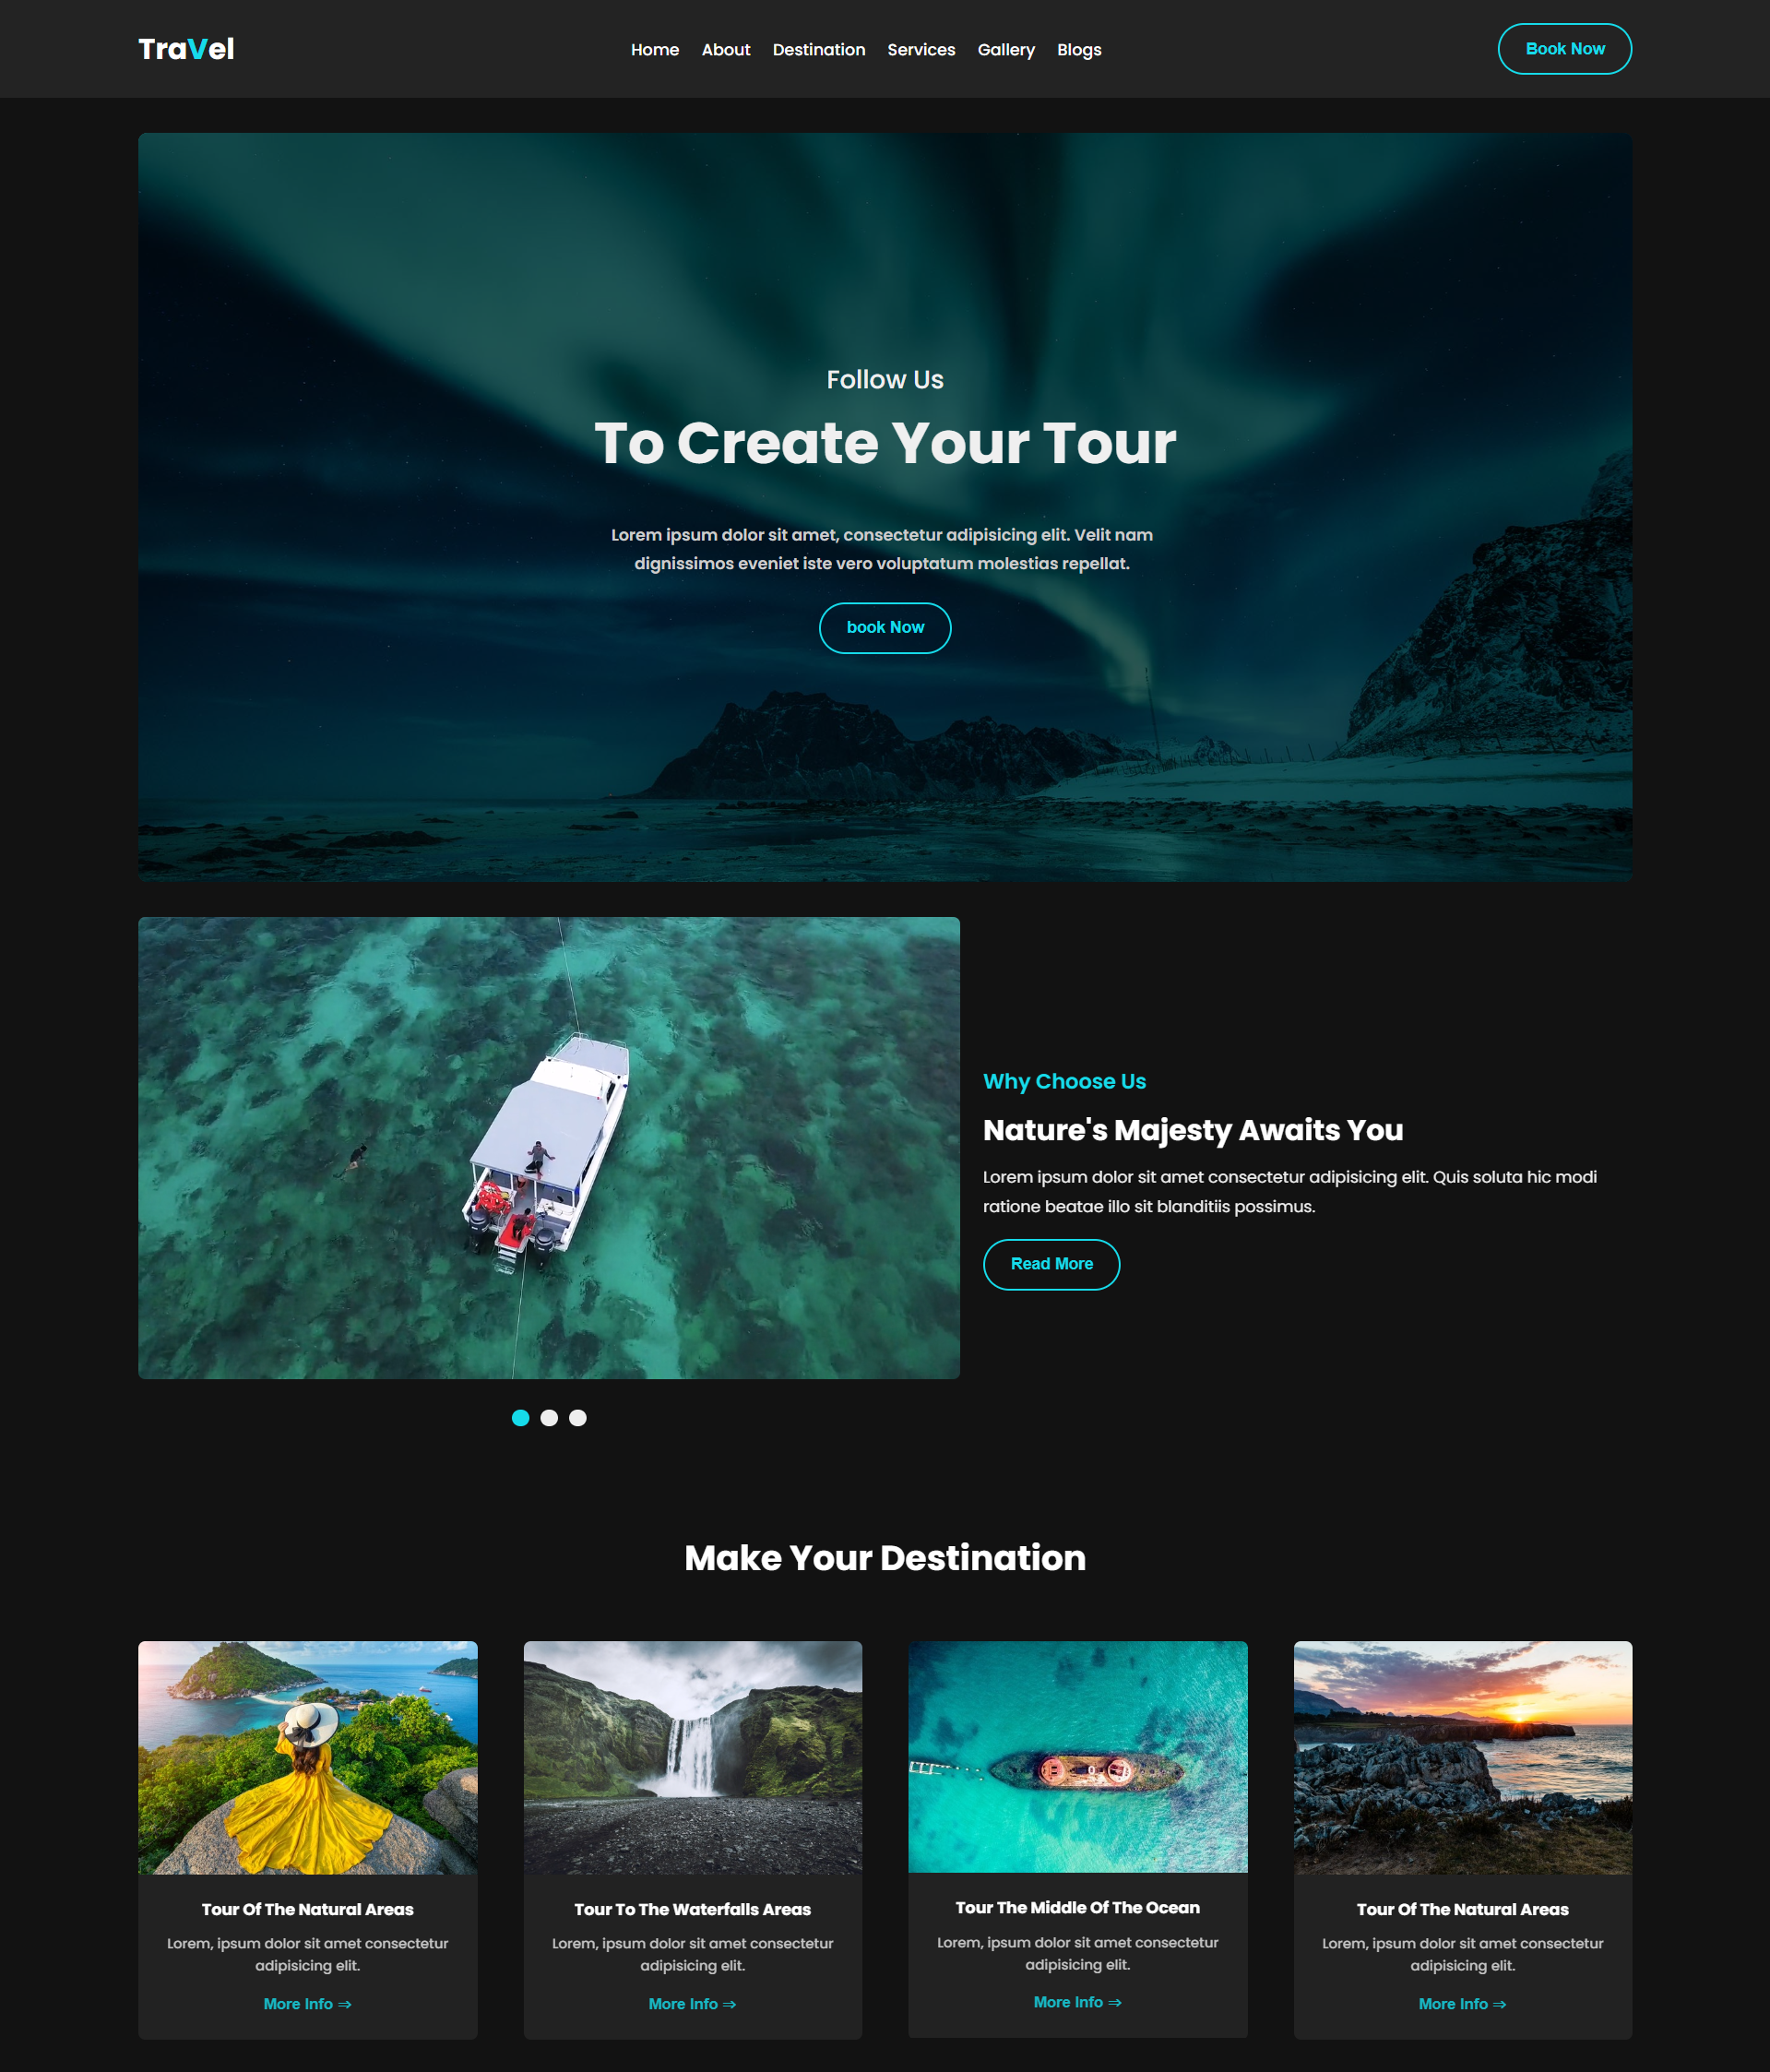 TraVel
Home About Destination Services Gallery Blogs
Book Now
Follow Us
To Create Your Tour
Lorem ipsum dolor sit amet, consectetur adipisicing elit. Velit nam
dignissimos eveniet iste vero voluptatum molestias repellat.
book Now
Why Choose Us
Nature's Majesty Awaits You
Lorem ipsum dolor sit amet consectetur adipisicing elit. Quis soluta hic modi
ratione beatae illo sit blanditiis possimus.
Read More
Make Your Destination
Tour Of The Natural Areas
Lorem, ipsum dolor sit amet consectetur
adipisicing elit.
More Info ⇒
Tour To The Waterfalls Areas
Lorem, ipsum dolor sit amet consectetur
adipisicing elit.
More Info ⇒
Tour The Middle Of The Ocean
Lorem, ipsum dolor sit amet consectetur
adipisicing elit.
More Info ⇒
Tour Of The Natural Areas
Lorem, ipsum dolor sit amet consectetur
adipisicing elit.
More Info ⇒